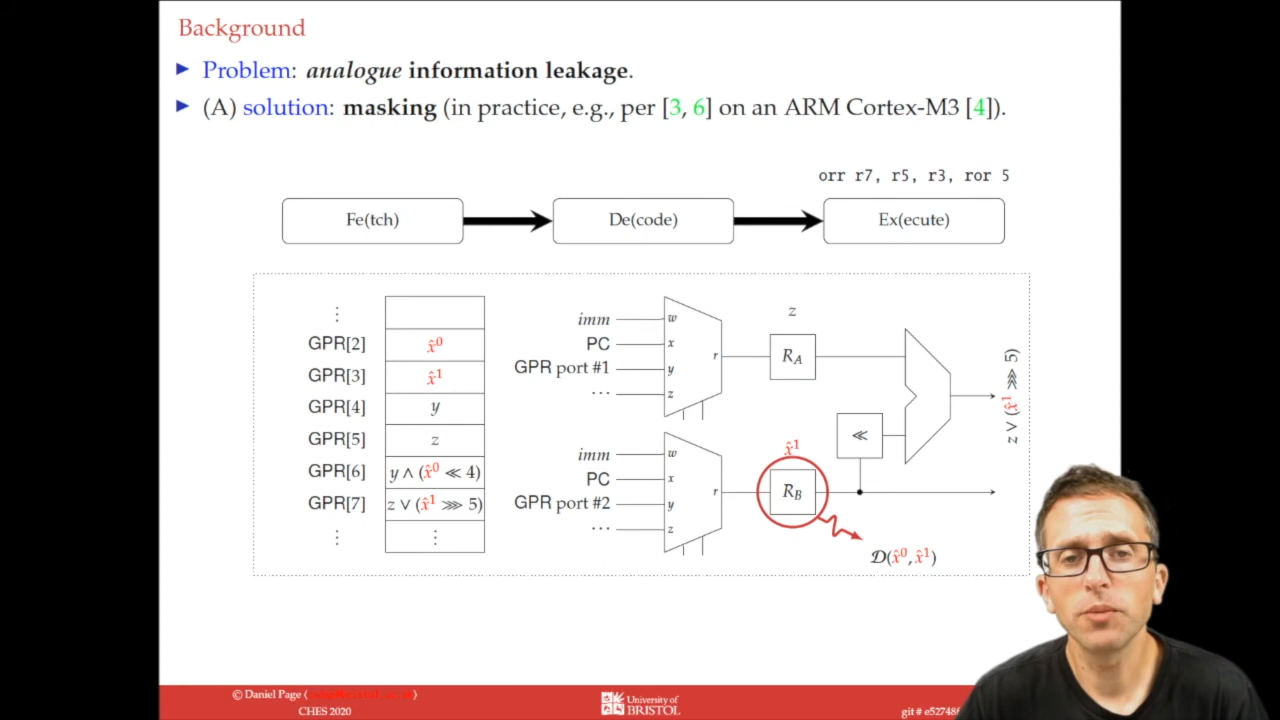 Background
Problem: analogue information leakage.
(A) solution: masking (in practice, e.g., per [3, 6] on an ARM Cortex-M3 [4]).
orr r7, r5, r3, ror 5
Fe(tch)
De(code)
Ex(ecute)
⋮
GPR[2] x̂⁰
GPR[3] x̂¹
GPR[4] y
GPR[5] z
GPR[6] y ∧ (x̂⁰ ≪ 4)
GPR[7] z ∨ (x̂¹ ⋙ 5)
⋮ ⋮
imm w
PC x
GPR port #1 y
⋯ z
r
z
R_A
imm w
PC x
GPR port #2 y
⋯ z
r
x̂¹
R_B
≪
z ∨ (x̂¹ ⋙ 5)
𝒟(x̂⁰, x̂¹)
© Daniel Page ( )
CHES 2020
University of
BRISTOL
git # e52748